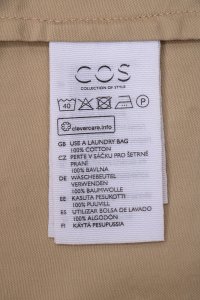 COS
COLLECTION OF STYLE
40 P
clevercare.info
GB USE A LAUNDRY BAG
100% COTTON
CZ PERTE V SÁČKU PRO ŠETRNÉ
PRANÍ
100% BAVLNA
DE WÄSCHEBEUTEL
VERWENDEN
100% BAUMWOLLE
EE KASUTA PESUKOTTI
100% PUUVILL
ES UTILIZAR BOLSA DE LAVADO
100% ALGODÓN
FI KÄYTÄ PESUPUSSIA